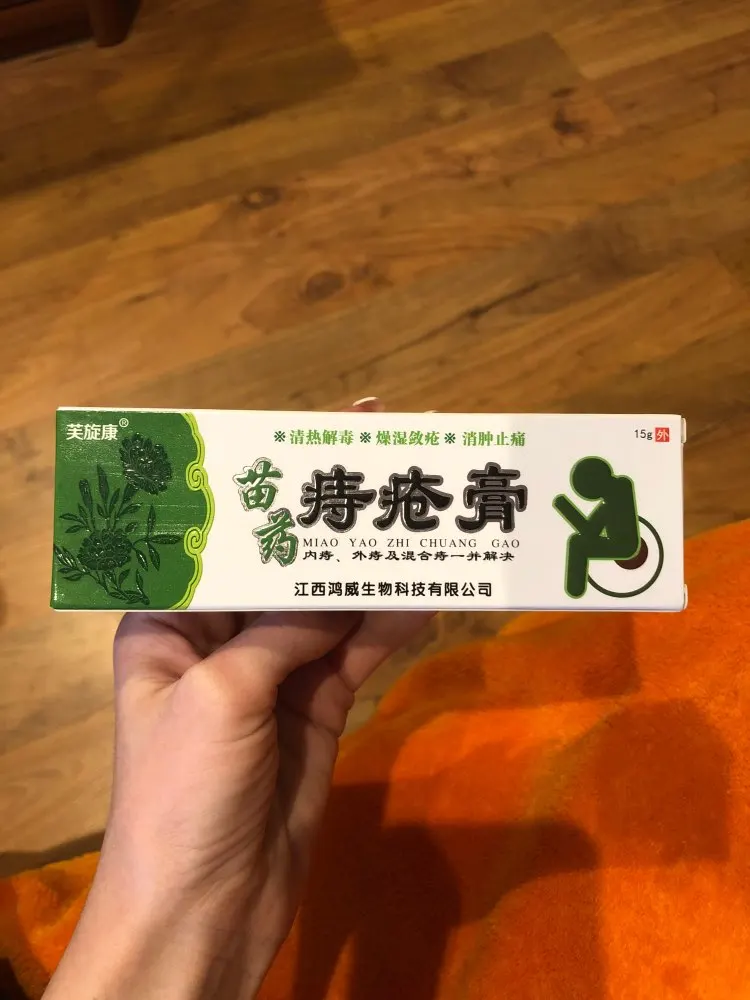 芙旋康®
※清热解毒 ※燥湿敛疮 ※消肿止痛
15g 外
苗药
痔疮膏
MIAO YAO ZHI CHUANG GAO
内痔、外痔及混合痔一并解决
江西鸿威生物科技有限公司